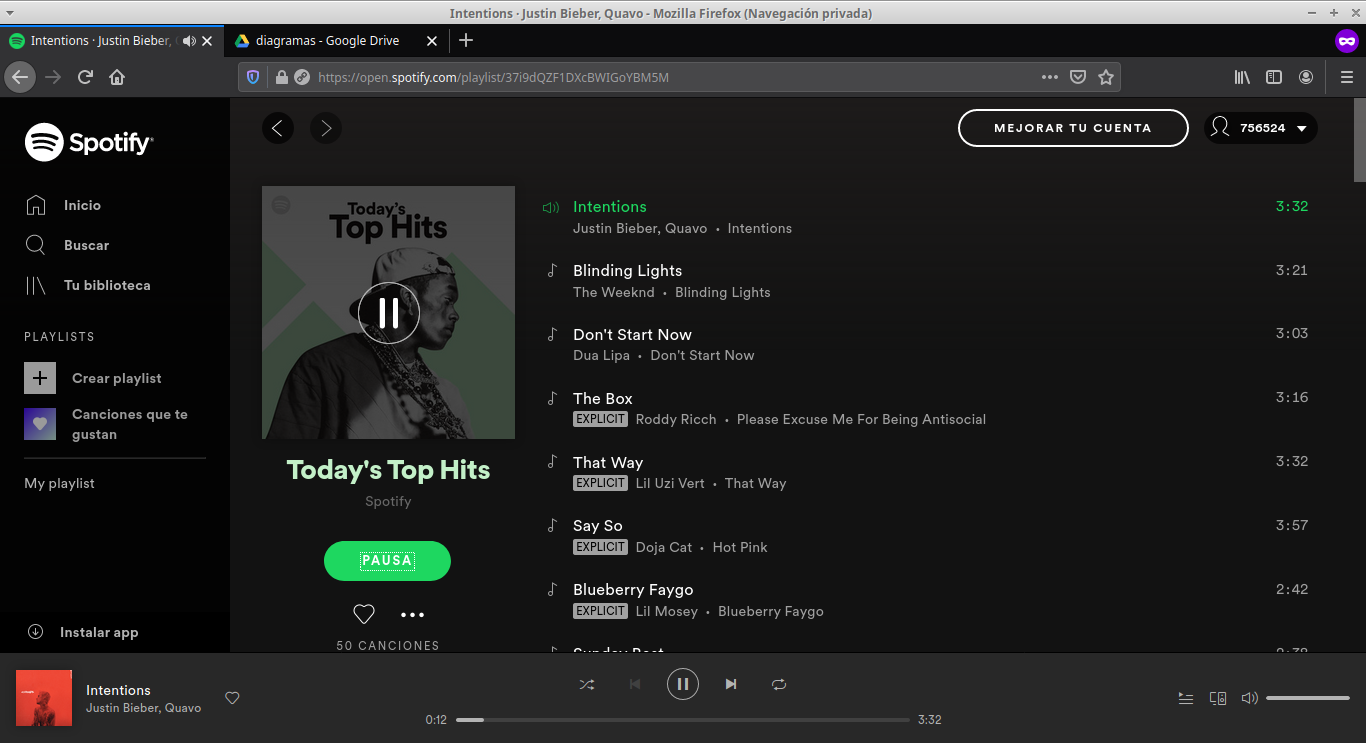 Intentions · Justin Bieber, Quavo - Mozilla Firefox (Navegación privada)
Intentions · Justin Bieber,
diagramas - Google Drive
https://open.spotify.com/playlist/37i9dQZF1DXcBWIGoYBM5M
Spotify
MEJORAR TU CUENTA
756524
Inicio
Buscar
Tu biblioteca
PLAYLISTS
Crear playlist
Canciones que te
gustan
My playlist
Instalar app
Today's
Top Hits
Today's Top Hits
Spotify
PAUSA
50 CANCIONES
Intentions 3:32
Justin Bieber, Quavo • Intentions
Blinding Lights 3:21
The Weeknd • Blinding Lights
Don't Start Now 3:03
Dua Lipa • Don't Start Now
The Box 3:16
EXPLICIT Roddy Ricch • Please Excuse Me For Being Antisocial
That Way 3:32
EXPLICIT Lil Uzi Vert • That Way
Say So 3:57
EXPLICIT Doja Cat • Hot Pink
Blueberry Faygo 2:42
EXPLICIT Lil Mosey • Blueberry Faygo
Intentions
Justin Bieber, Quavo
0:12
3:32